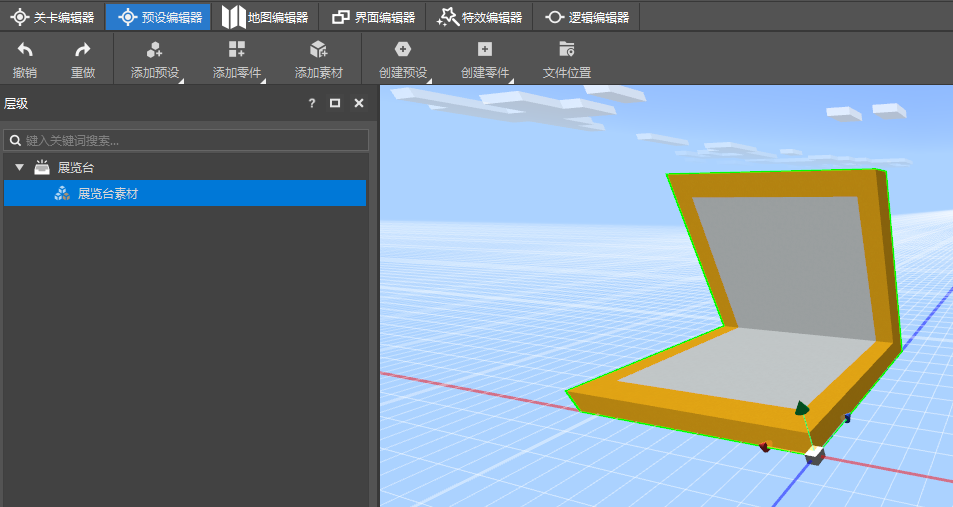 关卡编辑器 预设编辑器 地图编辑器 界面编辑器 特效编辑器 逻辑编辑器
撤销 重做 添加预设 添加零件 添加素材 创建预设 创建零件 文件位置
层级 ?
键入关键词搜索...
展览台
展览台素材